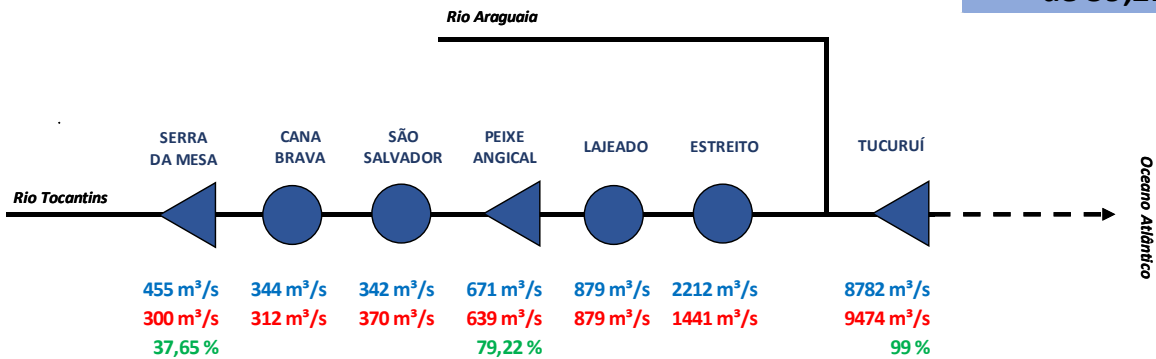 Rio Araguaia
SERRA
DA MESA
CANA
BRAVA
SÃO
SALVADOR
PEIXE
ANGICAL
LAJEADO
ESTREITO
TUCURUÍ
Rio Tocantins
Oceano Atlântico
455 m³/s 344 m³/s 342 m³/s 671 m³/s 879 m³/s 2212 m³/s 8782 m³/s
300 m³/s 312 m³/s 370 m³/s 639 m³/s 879 m³/s 1441 m³/s 9474 m³/s
37,65 % 79,22 % 99 %